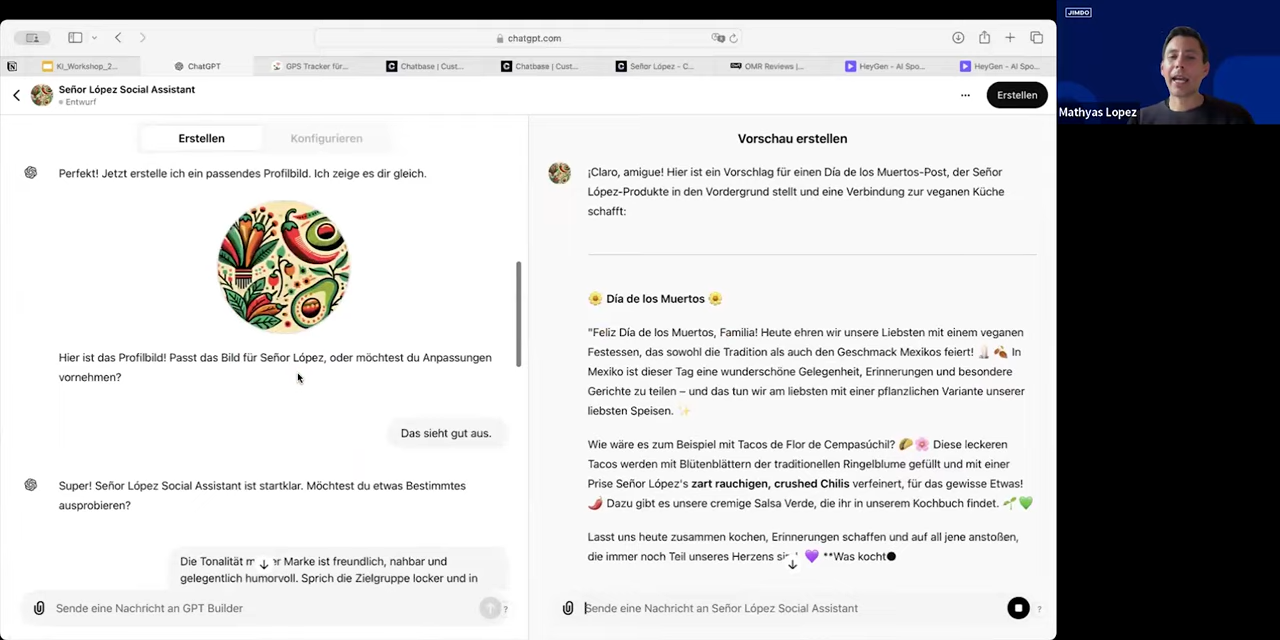 JIMDO
Mathyas Lopez
chatgpt.com
KI_Workshop_2...
ChatGPT
GPS Tracker für...
Chatbase | Cust...
Chatbase | Cust...
Señor López - C...
OMR Reviews |...
HeyGen - AI Spo...
HeyGen - AI Spo...
Señor López Social Assistant
Entwurf
...
Erstellen
Erstellen
Konfigurieren
Perfekt! Jetzt erstelle ich ein passendes Profilbild. Ich zeige es dir gleich.
Hier ist das Profilbild! Passt das Bild für Señor López, oder möchtest du Anpassungen
vornehmen?
Das sieht gut aus.
Super! Señor López Social Assistant ist startklar. Möchtest du etwas Bestimmtes
ausprobieren?
Die Tonalität m er Marke ist freundlich, nahbar und
gelegentlich humorvoll. Sprich die Zielgruppe locker und in
Sende eine Nachricht an GPT Builder
?
Vorschau erstellen
¡Claro, amigue! Hier ist ein Vorschlag für einen Día de los Muertos-Post, der Señor
López-Produkte in den Vordergrund stellt und eine Verbindung zur veganen Küche
schafft:
🌼 Día de los Muertos 🌼
"Feliz Día de los Muertos, Familia! Heute ehren wir unsere Liebsten mit einem veganen
Festessen, das sowohl die Tradition als auch den Geschmack Mexikos feiert! 🕯️🍂 In
Mexiko ist dieser Tag eine wunderschöne Gelegenheit, Erinnerungen und besondere
Gerichte zu teilen – und das tun wir am liebsten mit einer pflanzlichen Variante unserer
liebsten Speisen. ✨
Wie wäre es zum Beispiel mit Tacos de Flor de Cempasúchil? 🌮🌸 Diese leckeren
Tacos werden mit Blütenblättern der traditionellen Ringelblume gefüllt und mit einer
Prise Señor López's zart rauchigen, crushed Chilis verfeinert, für das gewisse Etwas!
🌶️ Dazu gibt es unsere cremige Salsa Verde, die ihr in unserem Kochbuch findet. 🌱💚
Lasst uns heute zusammen kochen, Erinnerungen schaffen und auf all jene anstoßen,
die immer noch Teil unseres Herzens si 💜 **Was kocht
Sende eine Nachricht an Señor López Social Assistant
?